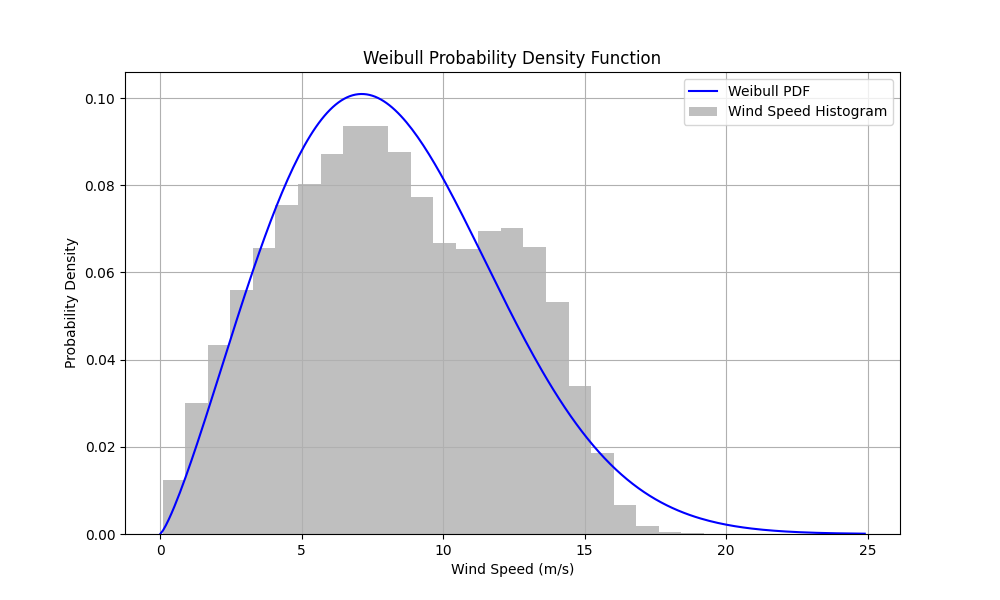 Weibull Probability Density Function
Weibull PDF
Wind Speed Histogram
Probability Density
0.10
0.08
0.06
0.04
0.02
0.00
0 5 10 15 20 25
Wind Speed (m/s)